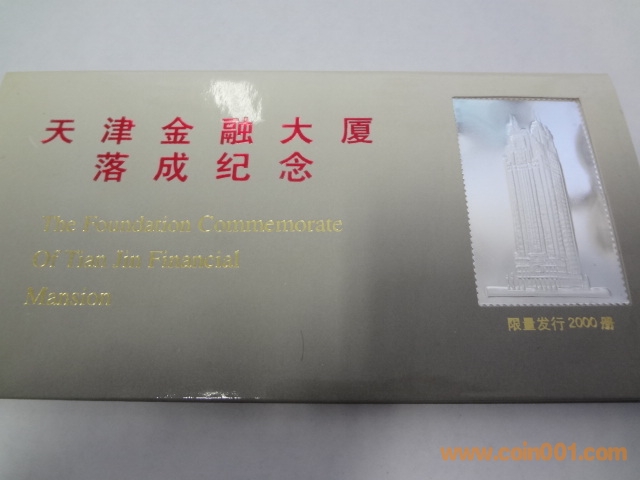 天津金融大厦
落成纪念
The Foundation Commemorate
Of Tian Jin Financial
Mansion
限量发行2000册
www.coin001.com